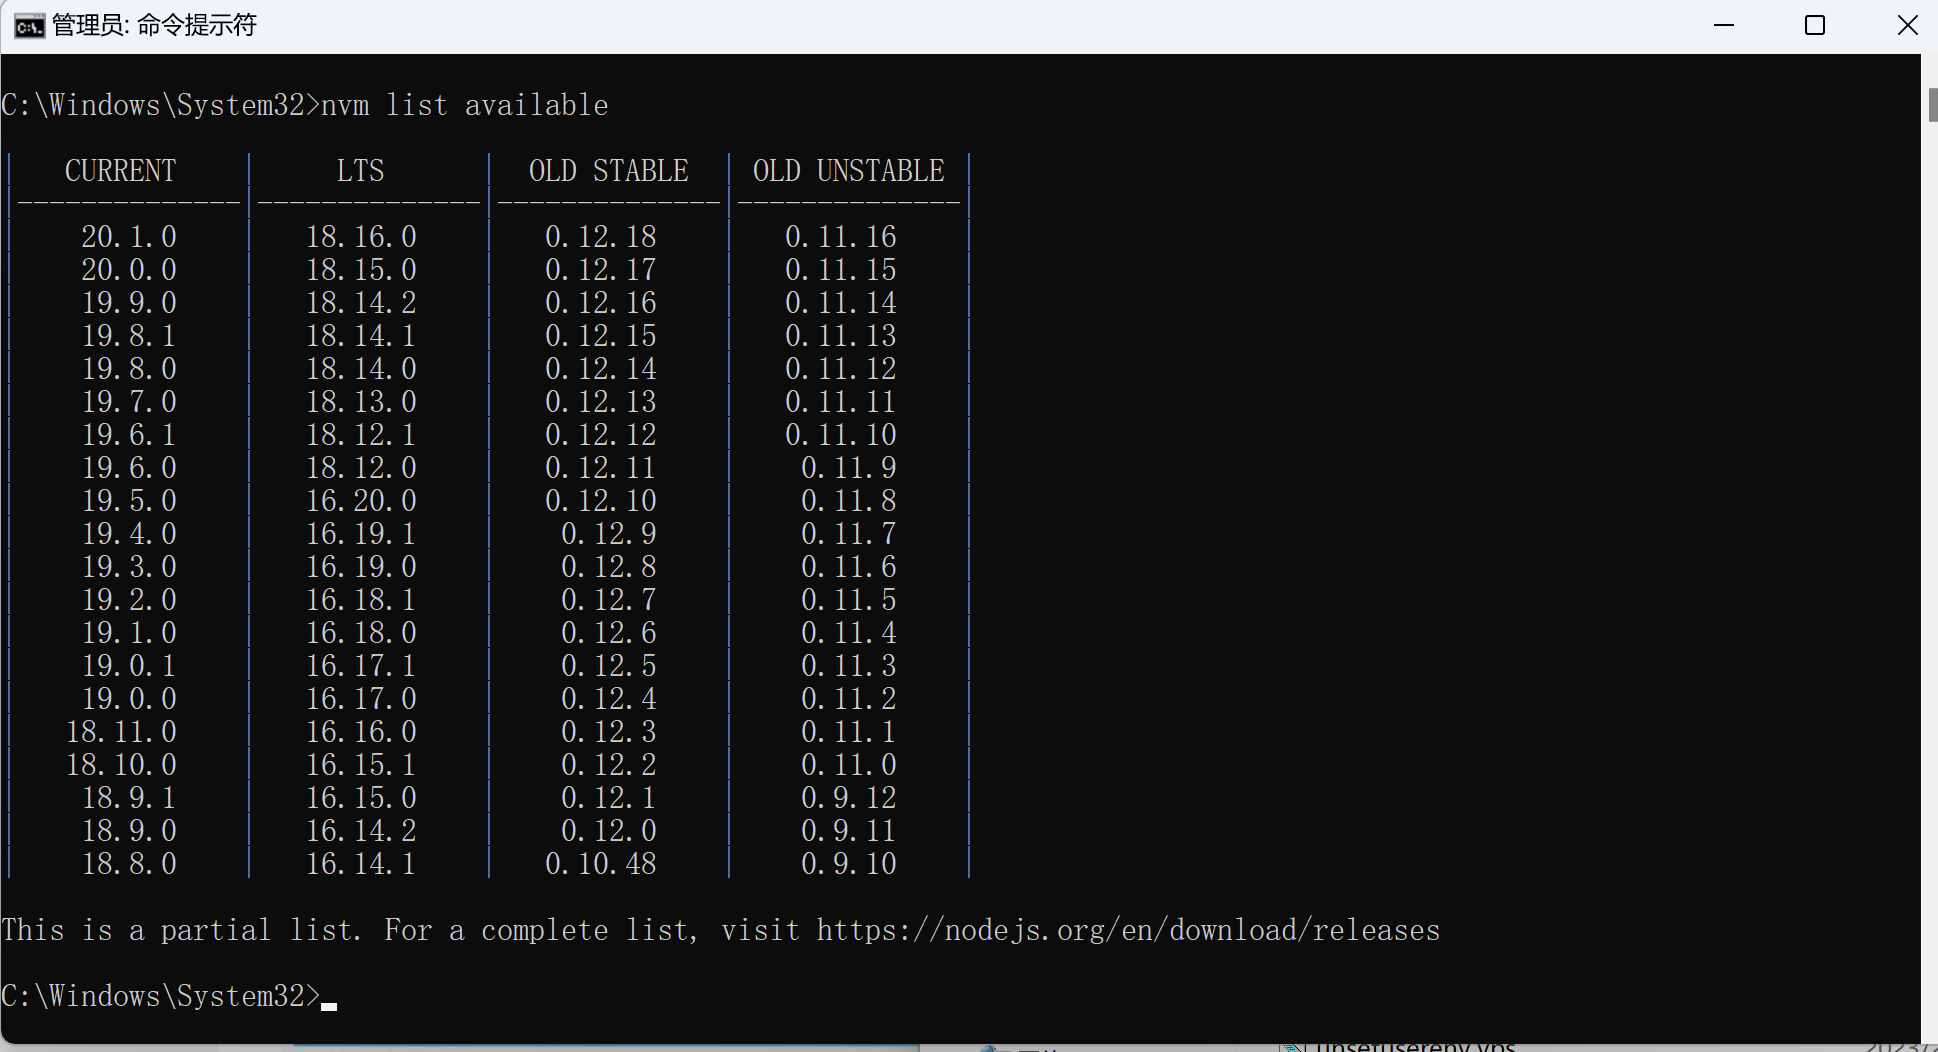 管理员: 命令提示符
C:\Windows\System32>nvm list available
|   CURRENT    |     LTS      |  OLD STABLE  | OLD UNSTABLE |
|--------------|--------------|--------------|--------------|
|    20.1.0    |   18.16.0    |   0.12.18    |   0.11.16    |
|    20.0.0    |   18.15.0    |   0.12.17    |   0.11.15    |
|    19.9.0    |   18.14.2    |   0.12.16    |   0.11.14    |
|    19.8.1    |   18.14.1    |   0.12.15    |   0.11.13    |
|    19.8.0    |   18.14.0    |   0.12.14    |   0.11.12    |
|    19.7.0    |   18.13.0    |   0.12.13    |   0.11.11    |
|    19.6.1    |   18.12.1    |   0.12.12    |   0.11.10    |
|    19.6.0    |   18.12.0    |   0.12.11    |    0.11.9    |
|    19.5.0    |   16.20.0    |   0.12.10    |    0.11.8    |
|    19.4.0    |   16.19.1    |    0.12.9    |    0.11.7    |
|    19.3.0    |   16.19.0    |    0.12.8    |    0.11.6    |
|    19.2.0    |   16.18.1    |    0.12.7    |    0.11.5    |
|    19.1.0    |   16.18.0    |    0.12.6    |    0.11.4    |
|    19.0.1    |   16.17.1    |    0.12.5    |    0.11.3    |
|    19.0.0    |   16.17.0    |    0.12.4    |    0.11.2    |
|   18.11.0    |   16.16.0    |    0.12.3    |    0.11.1    |
|   18.10.0    |   16.15.1    |    0.12.2    |    0.11.0    |
|    18.9.1    |   16.15.0    |    0.12.1    |    0.9.12    |
|    18.9.0    |   16.14.2    |    0.12.0    |    0.9.11    |
|    18.8.0    |   16.14.1    |   0.10.48    |    0.9.10    |
This is a partial list. For a complete list, visit https://nodejs.org/en/download/releases
C:\Windows\System32>
unsetuserenv.vbs